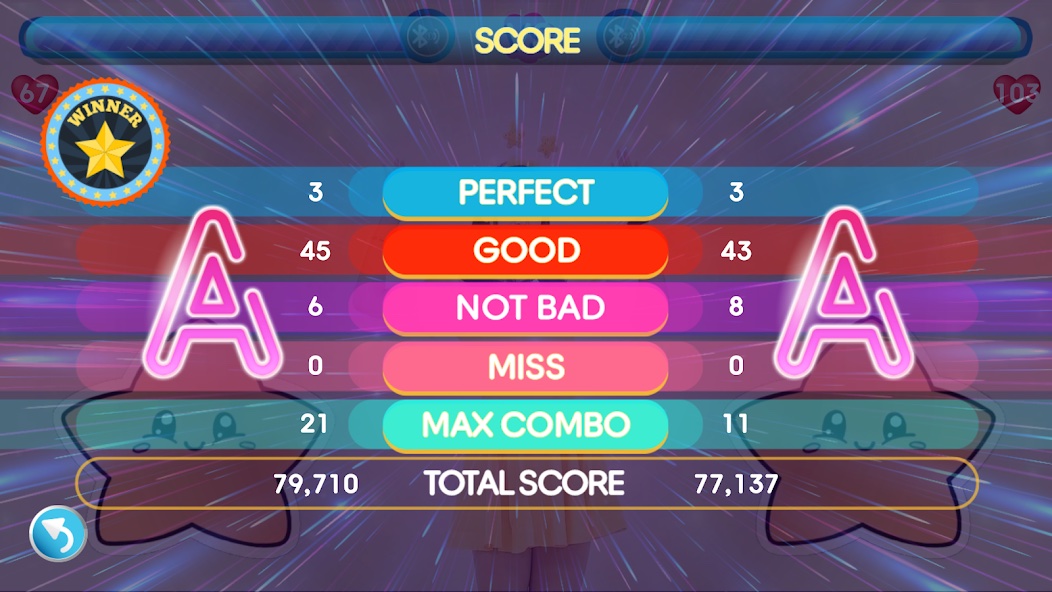 SCORE
67
103
WINNER
3 PERFECT 3
45 GOOD 43
6 NOT BAD 8
0 MISS 0
21 MAX COMBO 11
79,710 TOTAL SCORE 77,137
A
A